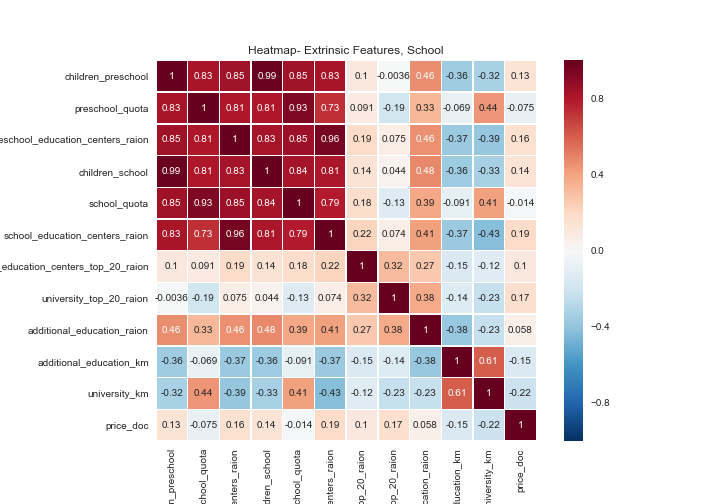 Heatmap- Extrinsic Features, School
children_preschool 1 0.83 0.85 0.99 0.85 0.83 0.1 -0.0036 0.46 -0.36 -0.32 0.13
preschool_quota 0.83 1 0.81 0.81 0.93 0.73 0.091 -0.19 0.33 -0.069 0.44 -0.075
eschool_education_centers_raion 0.85 0.81 1 0.83 0.85 0.96 0.19 0.075 0.46 -0.37 -0.39 0.16
children_school 0.99 0.81 0.83 1 0.84 0.81 0.14 0.044 0.48 -0.36 -0.33 0.14
school_quota 0.85 0.93 0.85 0.84 1 0.79 0.18 -0.13 0.39 -0.091 0.41 -0.014
school_education_centers_raion 0.83 0.73 0.96 0.81 0.79 1 0.22 0.074 0.41 -0.37 -0.43 0.19
_education_centers_top_20_raion 0.1 0.091 0.19 0.14 0.18 0.22 1 0.32 0.27 -0.15 -0.12 0.1
university_top_20_raion -0.0036 -0.19 0.075 0.044 -0.13 0.074 0.32 1 0.38 -0.14 -0.23 0.17
additional_education_raion 0.46 0.33 0.46 0.48 0.39 0.41 0.27 0.38 1 -0.38 -0.23 0.058
additional_education_km -0.36 -0.069 -0.37 -0.36 -0.091 -0.37 -0.15 -0.14 -0.38 1 0.61 -0.15
university_km -0.32 0.44 -0.39 -0.33 0.41 -0.43 -0.12 -0.23 -0.23 0.61 1 -0.22
price_doc 0.13 -0.075 0.16 0.14 -0.014 0.19 0.1 0.17 0.058 -0.15 -0.22 1
n_preschool
chool_quota
enters_raion
ldren_school
chool_quota
enters_raion
op_20_raion
op_20_raion
ucation_raion
ducation_km
niversity_km
price_doc
0.8
0.4
0.0
−0.4
−0.8